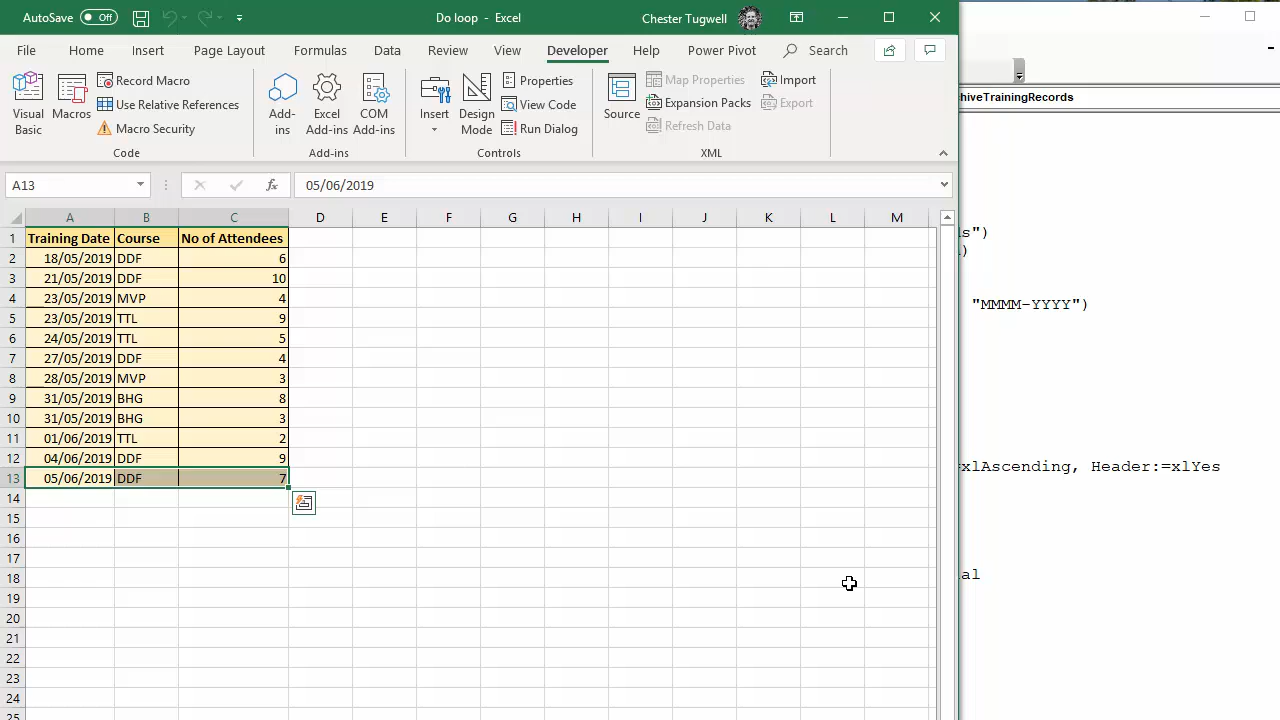 AutoSave Off Do loop - Excel Chester Tugwell
File Home Insert Page Layout Formulas Data Review View Developer Help Power Pivot Search
Visual Basic
Macros
Record Macro
Use Relative References
Macro Security
Code
Add-ins
Excel Add-ins
COM Add-ins
Add-ins
Insert
Design Mode
Properties
View Code
Run Dialog
Controls
Source
Map Properties
Expansion Packs
Refresh Data
Import
Export
XML
A13 fx 05/06/2019
A B C D E F G H I J K L M
1 Training Date Course No of Attendees
2 18/05/2019 DDF 6
3 21/05/2019 DDF 10
4 23/05/2019 MVP 4
5 23/05/2019 TTL 9
6 24/05/2019 TTL 5
7 27/05/2019 DDF 4
8 28/05/2019 MVP 3
9 31/05/2019 BHG 8
10 31/05/2019 BHG 3
11 01/06/2019 TTL 2
12 04/06/2019 DDF 9
13 05/06/2019 DDF 7
14
15
16
17
18
19
20
21
22
23
24
25
hiveTrainingRecords
ds")
)
"MMMM-YYYY")
=xlAscending, Header:=xlYes
al